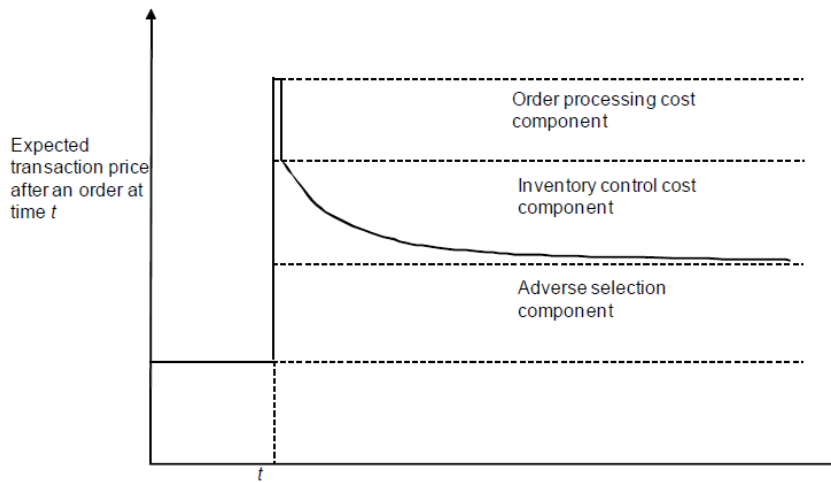 Order processing cost
component
Expected
transaction price
after an order at
time t
Inventory control cost
component
Adverse selection
component
t